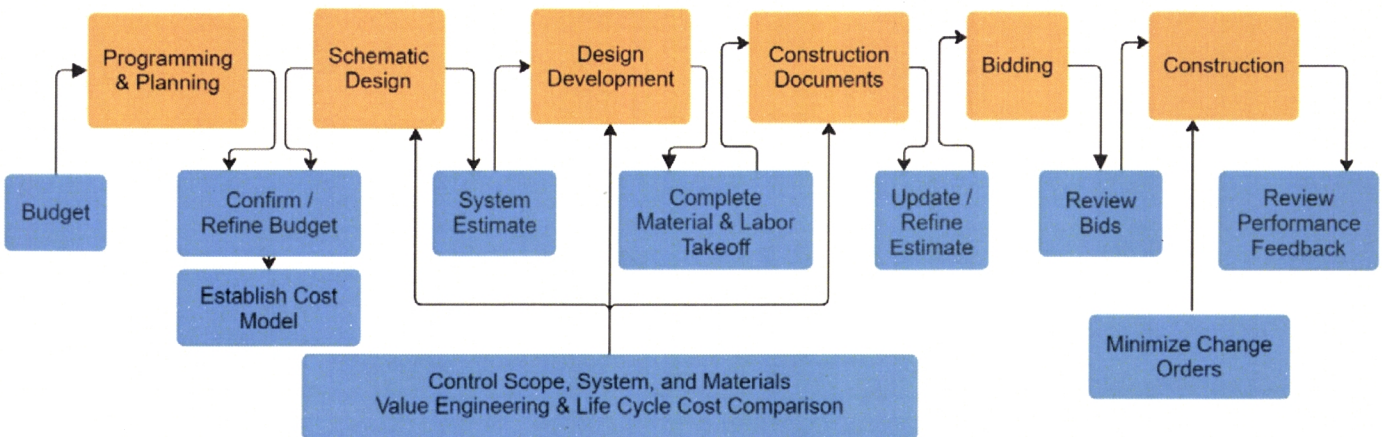 Programming
& Planning
Schematic
Design
Design
Development
Construction
Documents
Bidding
Construction
Budget
Confirm /
Refine Budget
System
Estimate
Complete
Material & Labor
Takeoff
Update /
Refine
Estimate
Review
Bids
Review
Performance
Feedback
Establish Cost
Model
Minimize Change
Orders
Control Scope, System, and Materials
Value Engineering & Life Cycle Cost Comparison